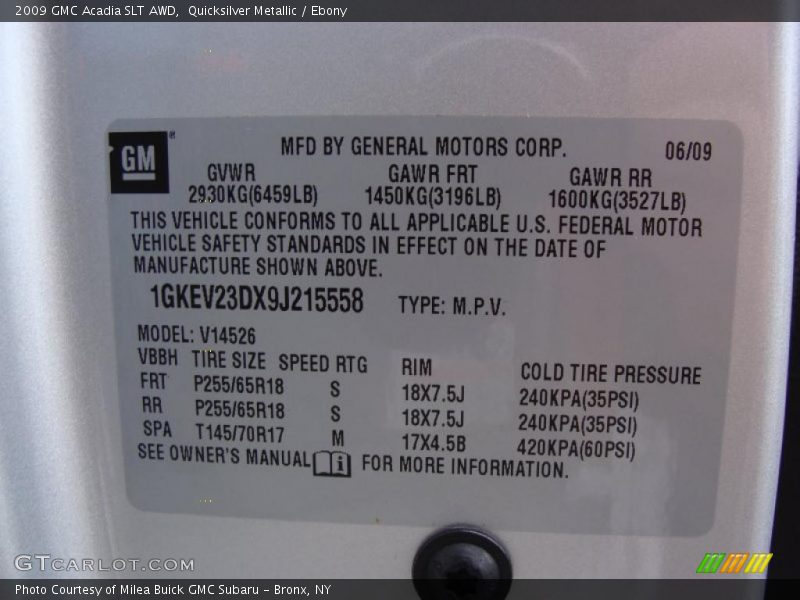 2009 GMC Acadia SLT AWD,  Quicksilver Metallic / Ebony
GM®
MFD BY GENERAL MOTORS CORP.
06/09
GVWR GAWR FRT GAWR RR
2930KG(6459LB) 1450KG(3196LB) 1600KG(3527LB)
THIS VEHICLE CONFORMS TO ALL APPLICABLE U.S. FEDERAL MOTOR
VEHICLE SAFETY STANDARDS IN EFFECT ON THE DATE OF
MANUFACTURE SHOWN ABOVE.
1GKEV23DX9J215558 TYPE: M.P.V.
MODEL: V14526
VBBH TIRE SIZE SPEED RTG RIM COLD TIRE PRESSURE
FRT P255/65R18 S 18X7.5J 240KPA(35PSI)
RR P255/65R18 S 18X7.5J 240KPA(35PSI)
SPA T145/70R17 M 17X4.5B 420KPA(60PSI)
SEE OWNER'S MANUAL i FOR MORE INFORMATION.
GTCARLOT.COM
Photo Courtesy of Milea Buick GMC Subaru - Bronx, NY